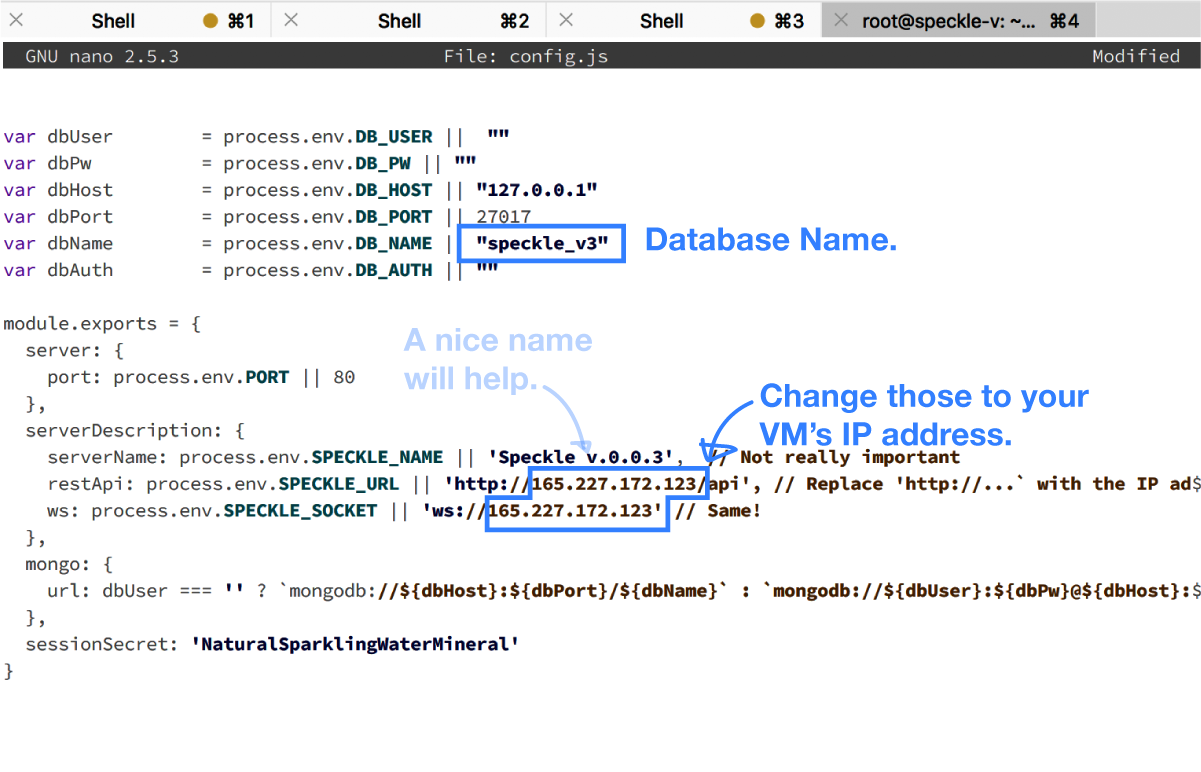 Shell ⌘1 Shell ⌘2 Shell ⌘3 root@speckle-v: ~... ⌘4
GNU nano 2.5.3 File: config.js Modified
var dbUser = process.env.DB_USER || ""
var dbPw = process.env.DB_PW || ""
var dbHost = process.env.DB_HOST || "127.0.0.1"
var dbPort = process.env.DB_PORT || 27017
var dbName = process.env.DB_NAME | "speckle_v3" Database Name.
var dbAuth = process.env.DB_AUTH || ""
module.exports = {
server: {
port: process.env.PORT || 80
},
A nice name
will help.
Change those to your
VM's IP address.
serverDescription: {
serverName: process.env.SPECKLE_NAME || 'Speckle v.0.0.3', // Not really important
restApi: process.env.SPECKLE_URL || 'http://165.227.172.123/api', // Replace 'http://...` with the IP ad$
ws: process.env.SPECKLE_SOCKET || 'ws://165.227.172.123' // Same!
},
mongo: {
url: dbUser === '' ? `mongodb://${dbHost}:${dbPort}/${dbName}` : `mongodb://${dbUser}:${dbPw}@${dbHost}:$
},
sessionSecret: 'NaturalSparklingWaterMineral'
}